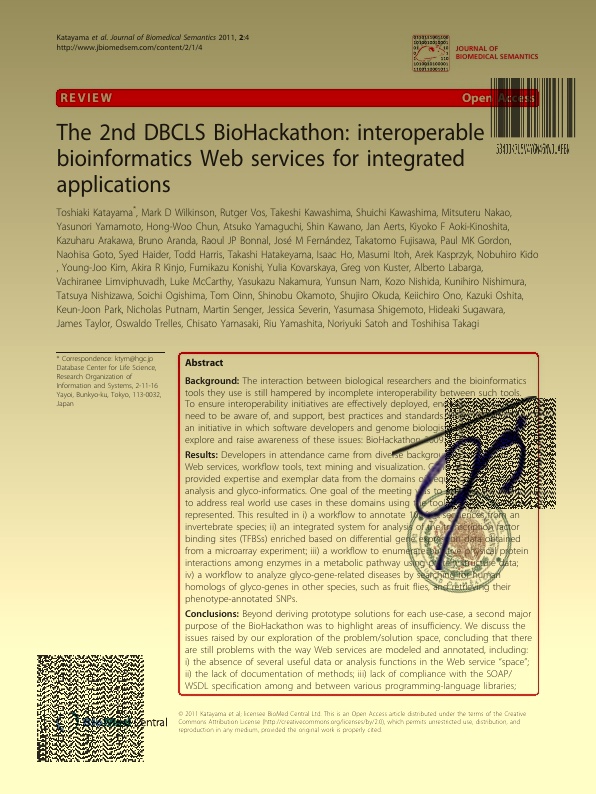 Katayama et al. Journal of Biomedical Semantics 2011, 2:4
http://www.jbiomedsem.com/content/2/1/4
JOURNAL OF
BIOMEDICAL SEMANTICS
REVIEW
Open Access
The 2nd DBCLS BioHackathon: interoperable
bioinformatics Web services for integrated
applications
Toshiaki Katayama*, Mark D Wilkinson, Rutger Vos, Takeshi Kawashima, Shuichi Kawashima, Mitsuteru Nakao,
Yasunori Yamamoto, Hong-Woo Chun, Atsuko Yamaguchi, Shin Kawano, Jan Aerts, Kiyoko F Aoki-Kinoshita,
Kazuharu Arakawa, Bruno Aranda, Raoul JP Bonnal, José M Fernández, Takatomo Fujisawa, Paul MK Gordon,
Naohisa Goto, Syed Haider, Todd Harris, Takashi Hatakeyama, Isaac Ho, Masumi Itoh, Arek Kasprzyk, Nobuhiro Kido
, Young-Joo Kim, Akira R Kinjo, Fumikazu Konishi, Yulia Kovarskaya, Greg von Kuster, Alberto Labarga,
Vachiranee Limviphuvadh, Luke McCarthy, Yasukazu Nakamura, Yunsun Nam, Kozo Nishida, Kunihiro Nishimura,
Tatsuya Nishizawa, Soichi Ogishima, Tom Oinn, Shinobu Okamoto, Shujiro Okuda, Keiichiro Ono, Kazuki Oshita,
Keun-Joon Park, Nicholas Putnam, Martin Senger, Jessica Severin, Yasumasa Shigemoto, Hideaki Sugawara,
James Taylor, Oswaldo Trelles, Chisato Yamasaki, Riu Yamashita, Noriyuki Satoh and Toshihisa Takagi
* Correspondence: ktym@hgc.jp
Database Center for Life Science,
Research Organization of
Information and Systems, 2-11-16
Yayoi, Bunkyo-ku, Tokyo, 113-0032,
Japan
Abstract
Background: The interaction between biological researchers and the bioinformatics
tools they use is still hampered by incomplete interoperability between such tools.
To ensure interoperability initiatives are effectively deployed,
need to be aware of, and support, best practices and standards.
an initiative in which software developers and genome
explore and raise awareness of these issues: BioHackathon
Results: Developers in attendance came from diverse
Web services, workflow tools, text mining and visualization.
provided expertise and exemplar data from the domains of
analysis and glyco-informatics. One goal of the meeting was to
to address real world use cases in these domains using the
represented. This resulted in i) a workflow to annotate from an
invertebrate species; ii) an integrated system for analysis of the transcription factor
binding sites (TFBSs) enriched based on differential gene expression data obtained
from a microarray experiment; iii) a workflow to enumerate putative physical protein
interactions among enzymes in a metabolic pathway using protein structure data;
iv) a workflow to analyze glyco-gene-related diseases by searching for human
homologs of glyco-genes in other species, such as fruit flies, and retrieving their
phenotype-annotated SNPs.
Conclusions: Beyond deriving prototype solutions for each use-case, a second major
purpose of the BioHackathon was to highlight areas of insufficiency. We discuss the
issues raised by our exploration of the problem/solution space, concluding that there
are still problems with the way Web services are modeled and annotated, including:
i) the absence of several useful data or analysis functions in the Web service "space";
ii) the lack of documentation of methods; iii) lack of compliance with the SOAP/
WSDL specification among and between various programming-language libraries;
BioMed Central
© 2011 Katayama et al; licensee BioMed Central Ltd. This is an Open Access article distributed under the terms of the Creative
Commons Attribution License (http://creativecommons.org/licenses/by/2.0), which permits unrestricted use, distribution, and
reproduction in any medium, provided the original work is properly cited.